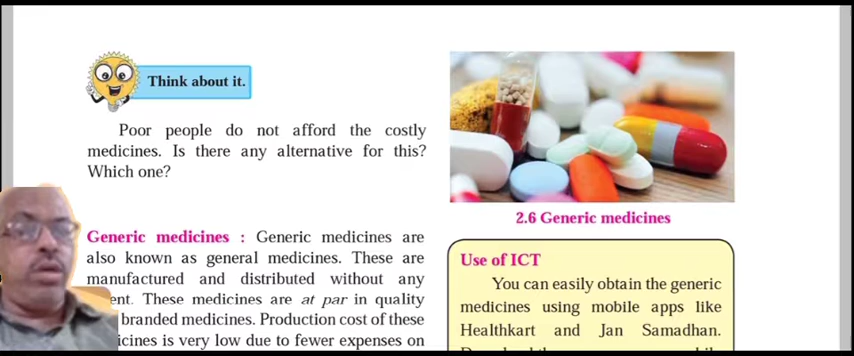 Think about it.
Poor people do not afford the costly
medicines. Is there any alternative for this?
Which one?
Generic medicines : Generic medicines are
also known as general medicines. These are
manufactured and distributed without any
These medicines are at par in quality
branded medicines. Production cost of these
is very low due to fewer expenses on
2.6 Generic medicines
Use of ICT
You can easily obtain the generic
medicines using mobile apps like
Healthkart and Jan Samadhan.